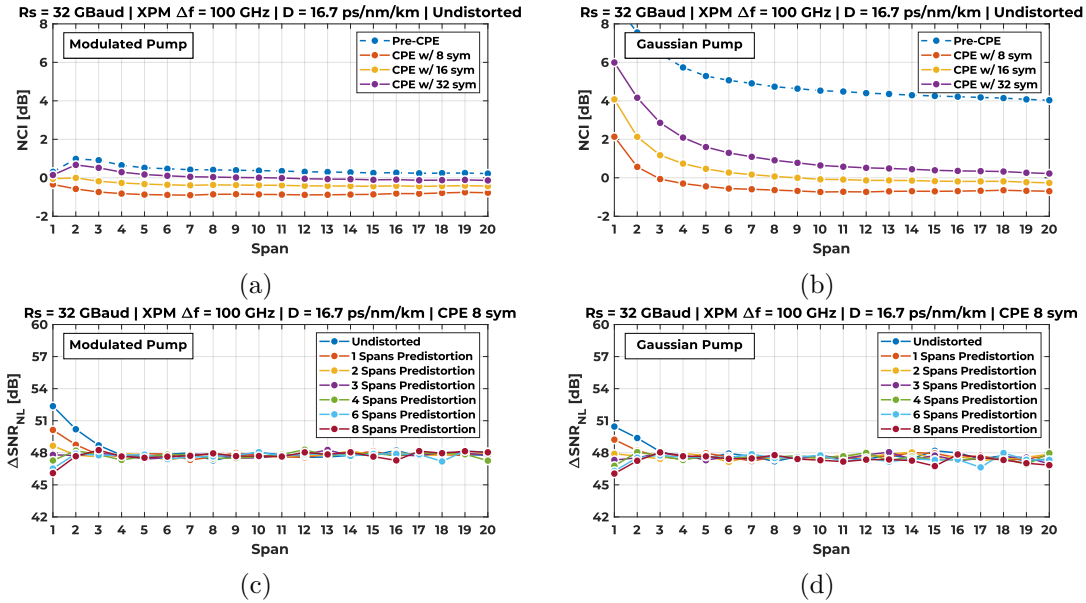 Rs = 32 GBaud | XPM Δf = 100 GHz | D = 16.7 ps/nm/km | Undistorted
Modulated Pump
Pre-CPE
CPE w/ 8 sym
CPE w/ 16 sym
CPE w/ 32 sym
NCI [dB]
8
6
4
2
0
-2
1 2 3 4 5 6 7 8 9 10 11 12 13 14 15 16 17 18 19 20
Span
(a)
Rs = 32 GBaud | XPM Δf = 100 GHz | D = 16.7 ps/nm/km | Undistorted
Gaussian Pump
Pre-CPE
CPE w/ 8 sym
CPE w/ 16 sym
CPE w/ 32 sym
NCI [dB]
8
6
4
2
0
-2
1 2 3 4 5 6 7 8 9 10 11 12 13 14 15 16 17 18 19 20
Span
(b)
Rs = 32 GBaud | XPM Δf = 100 GHz | D = 16.7 ps/nm/km | CPE 8 sym
Modulated Pump
Undistorted
1 Spans Predistortion
2 Spans Predistortion
3 Spans Predistortion
4 Spans Predistortion
6 Spans Predistortion
8 Spans Predistortion
ΔSNR_NL [dB]
60
57
54
51
48
45
42
1 2 3 4 5 6 7 8 9 10 11 12 13 14 15 16 17 18 19 20
Span
(c)
Rs = 32 GBaud | XPM Δf = 100 GHz | D = 16.7 ps/nm/km | CPE 8 sym
Gaussian Pump
Undistorted
1 Spans Predistortion
2 Spans Predistortion
3 Spans Predistortion
4 Spans Predistortion
6 Spans Predistortion
8 Spans Predistortion
ΔSNR_NL [dB]
60
57
54
51
48
45
42
1 2 3 4 5 6 7 8 9 10 11 12 13 14 15 16 17 18 19 20
Span
(d)